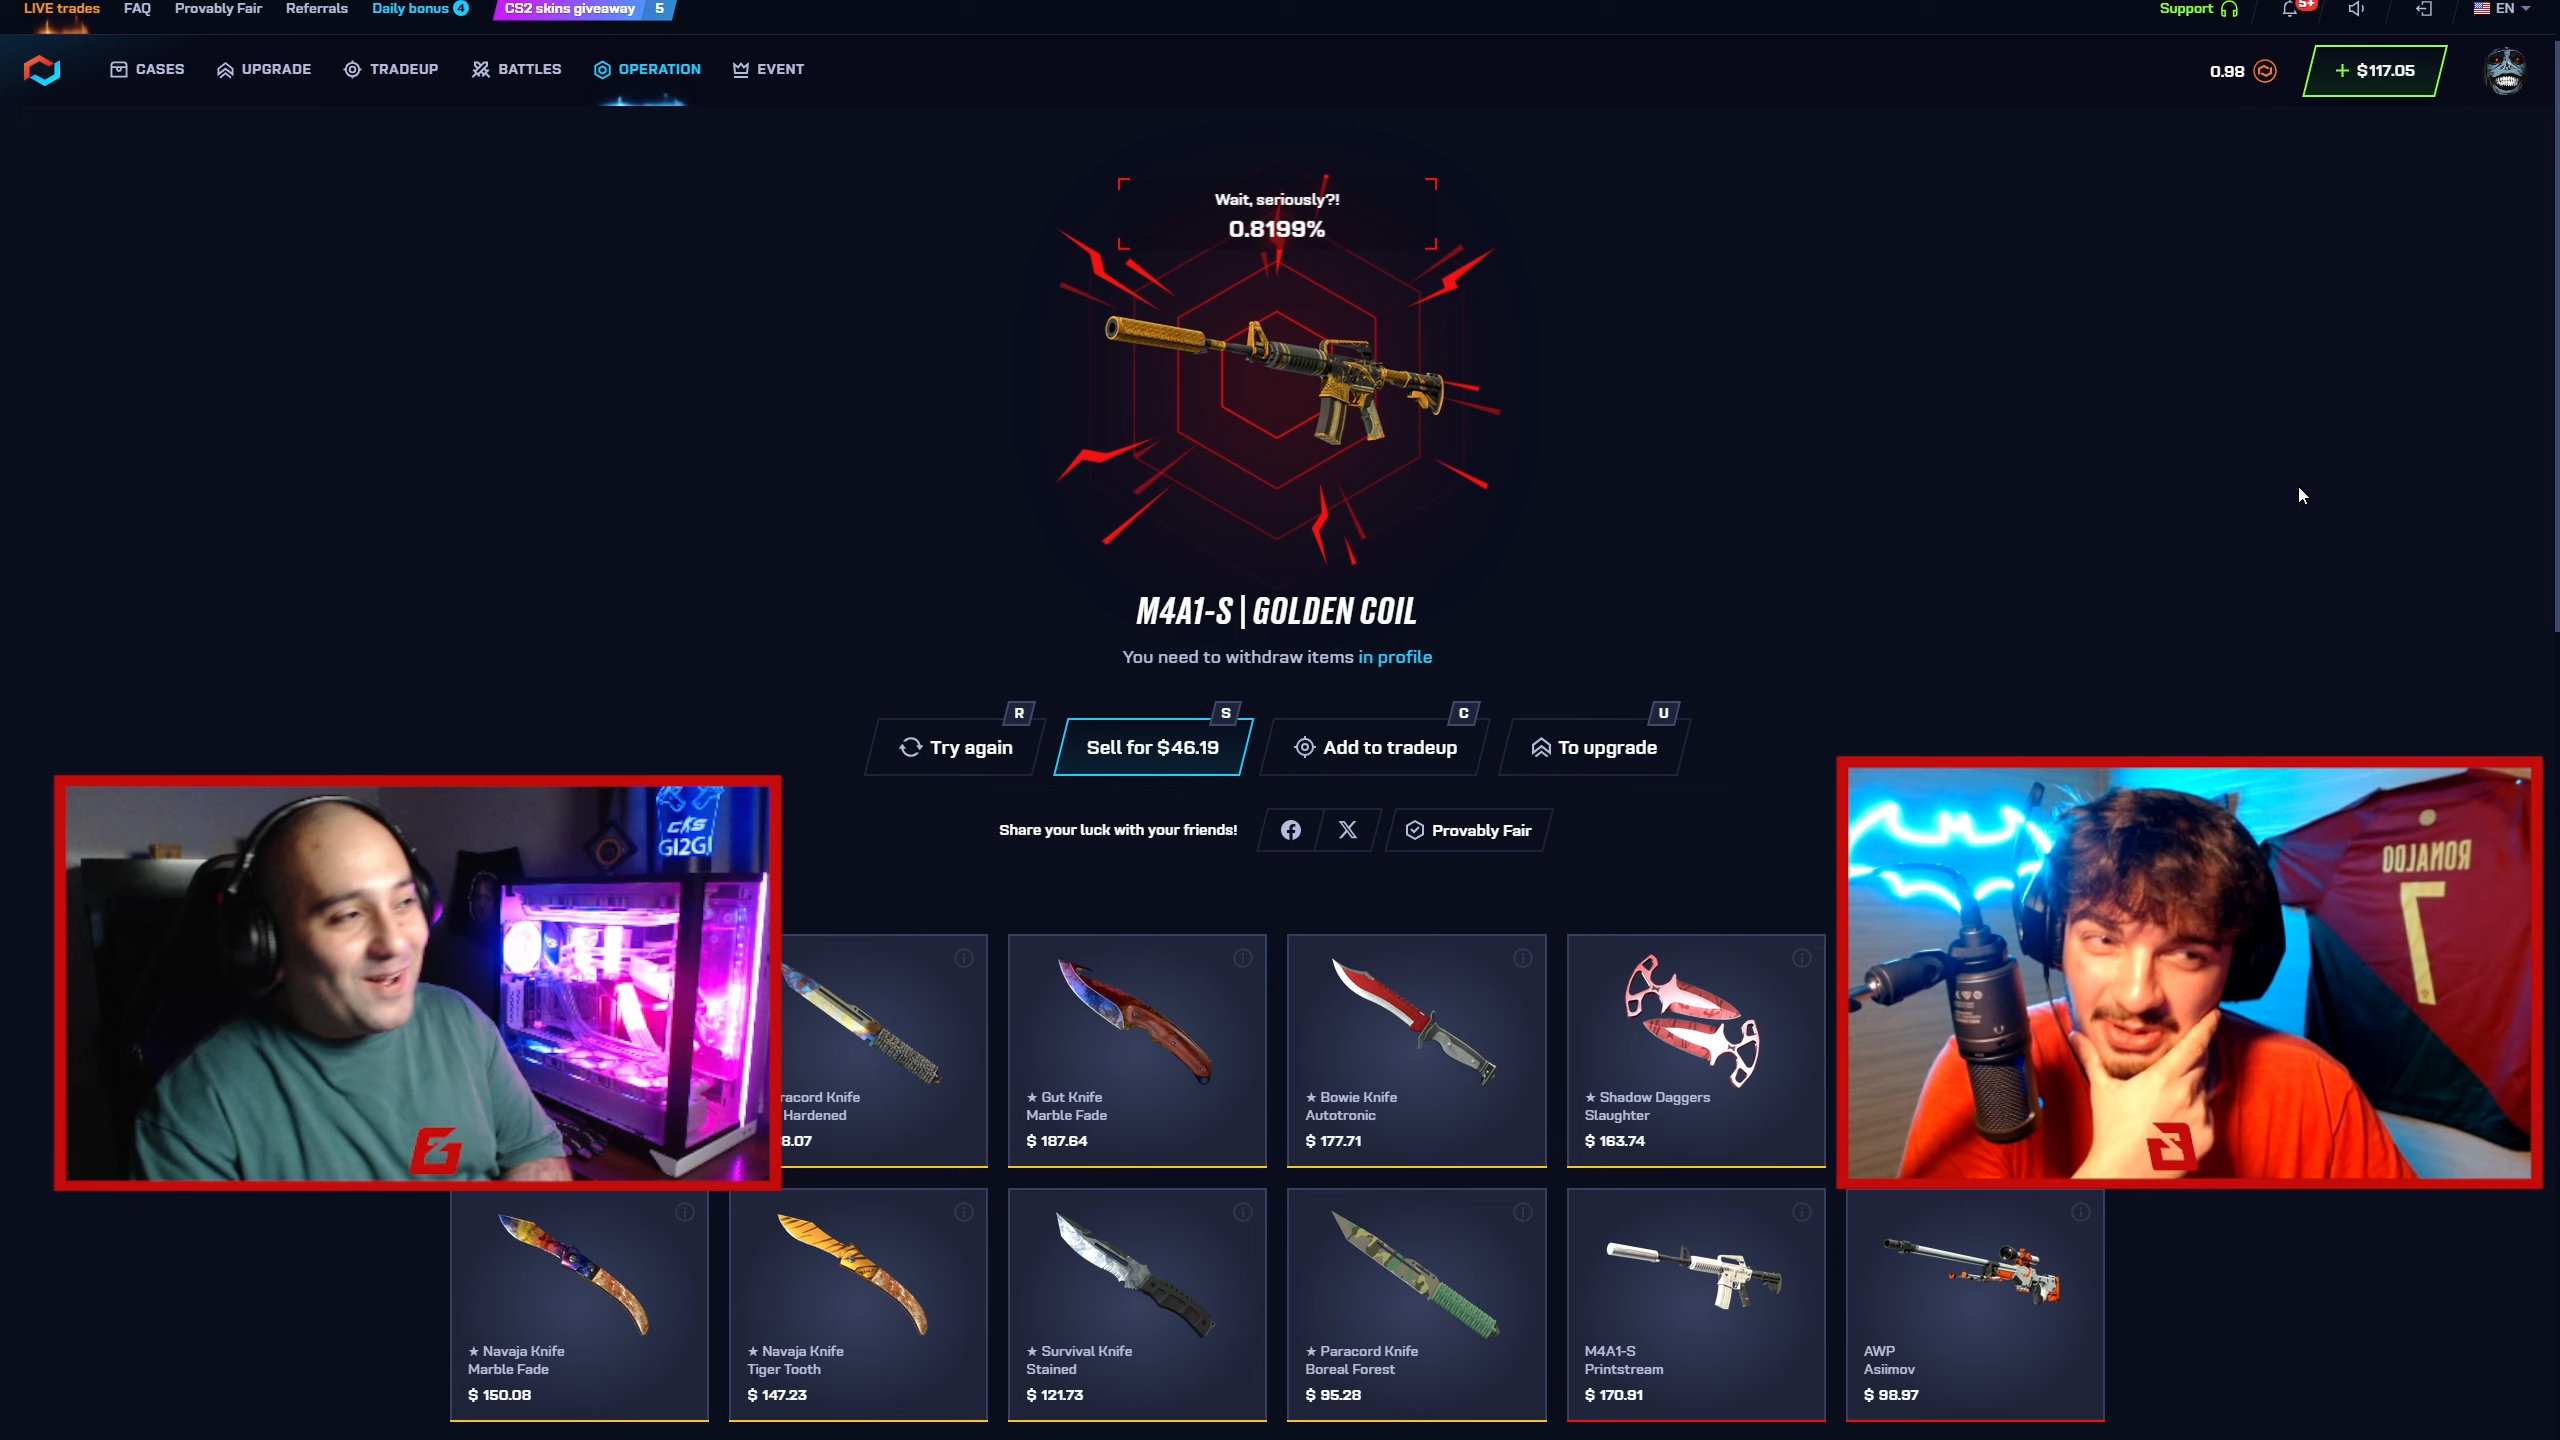 LIVE trades FAQ Provably Fair Referrals Daily bonus 4 CS2 skins giveaway 5 Support 5+ EN
CASES UPGRADE TRADEUP BATTLES OPERATION EVENT 0.98 + $117.05
Wait, seriously?!
0.8199%
M4A1-S | GOLDEN COIL
You need to withdraw items in profile
R S C U
Try again Sell for $46.19 Add to tradeup To upgrade
Share your luck with your friends! Provably Fair
GI2G
RONALDO
7
racord Knife
Hardened
8.07
★ Gut Knife
Marble Fade
$ 187.64
★ Bowie Knife
Autotronic
$ 177.71
★ Shadow Daggers
Slaughter
$ 163.74
★ Navaja Knife
Marble Fade
$ 150.08
★ Navaja Knife
Tiger Tooth
$ 147.23
★ Survival Knife
Stained
$ 121.73
★ Paracord Knife
Boreal Forest
$ 95.28
M4A1-S
Printstream
$ 170.91
AWP
Asiimov
$ 98.97